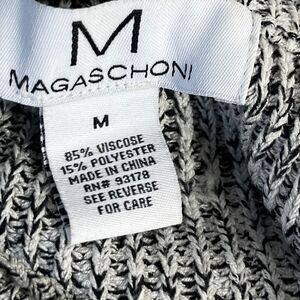 M
MAGASCHONI
M
85% VISCOSE
15% POLYESTER
MADE IN CHINA
RN# 93178
SEE REVERSE
FOR CARE